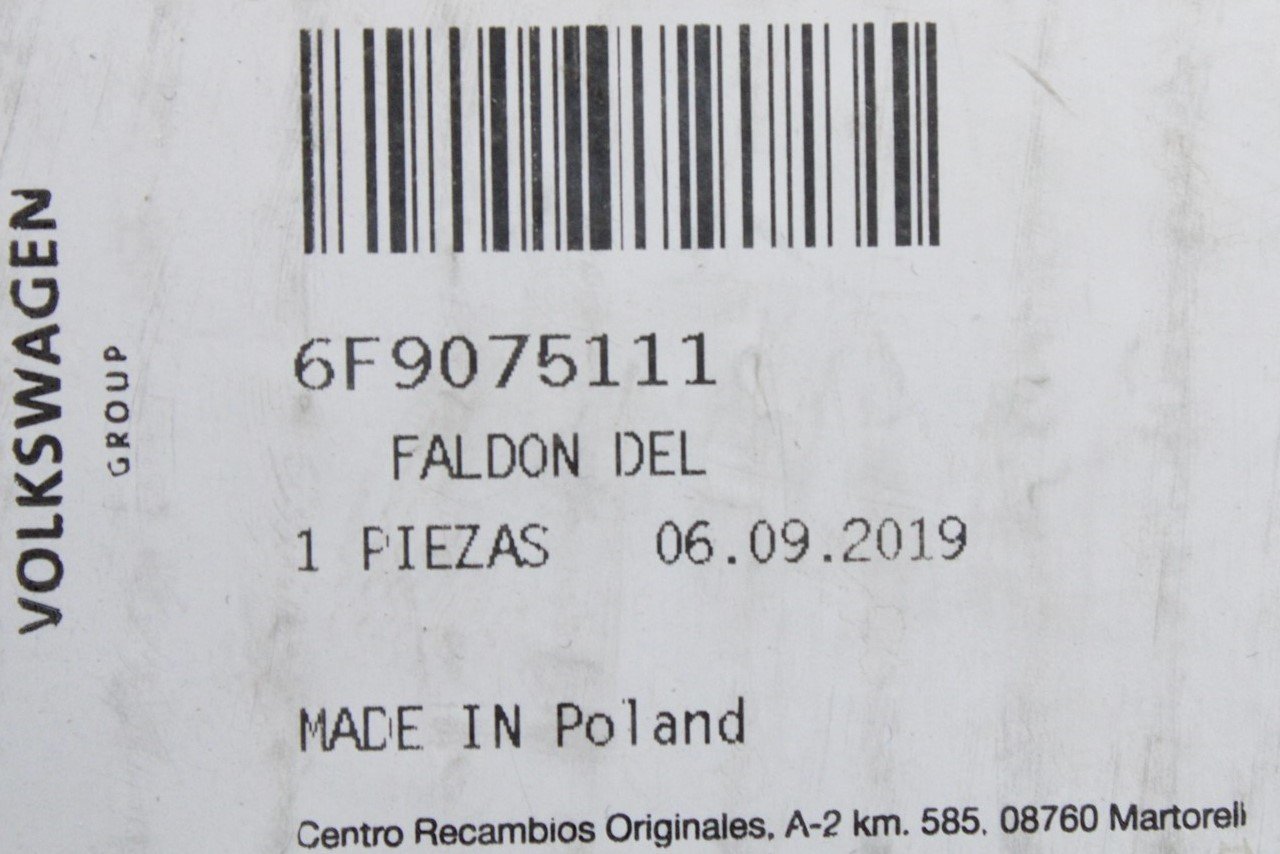 VOLKSWAGEN
GROUP
6F9075111
FALDON DEL
1 PIEZAS 06.09.2019
MADE IN Poland
Centro Recambios Originales, A-2 km. 585. 08760 Martorell